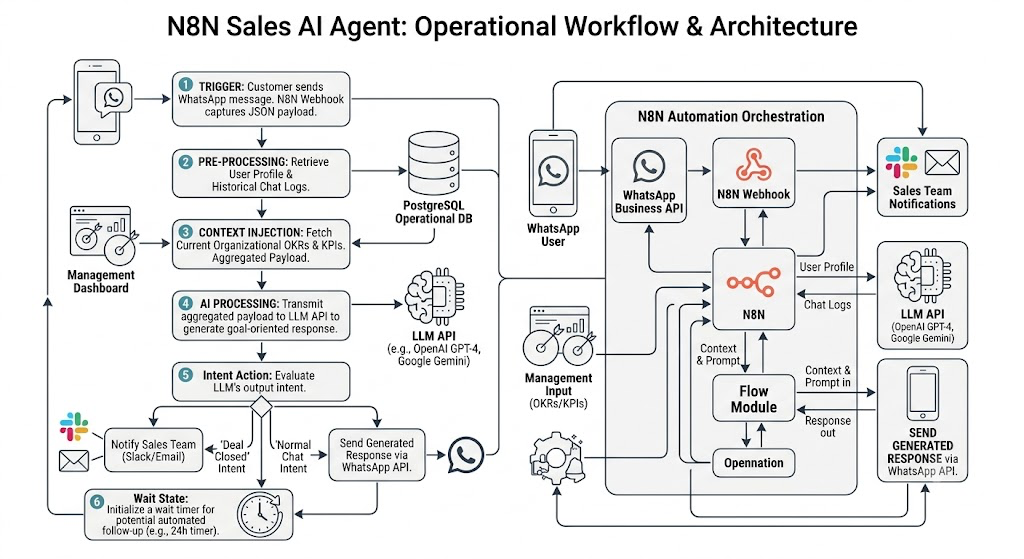 N8N Sales AI Agent: Operational Workflow & Architecture
1 TRIGGER: Customer sends
WhatsApp message. N8N Webhook
captures JSON payload.
2 PRE-PROCESSING: Retrieve
User Profile &
Historical Chat Logs.
PostgreSQL
Operational DB
3 CONTEXT INJECTION: Fetch
Current Organizational OKRs & KPIs.
Aggregated Payload.
Management
Dashboard
4 AI PROCESSING: Transmit
aggregated payload to LLM API to
generate goal-oriented response.
LLM API
(e.g., OpenAI GPT-4,
Google Gemini)
5 Intent Action: Evaluate
LLM's output intent.
Notify Sales Team
(Slack/Email)
'Deal
Closed'
Intent
'Normal
Chat
Intent
Send Generated
Response via
WhatsApp API.
6 Wait State:
Initialize a wait timer for
potential automated
follow-up (e.g., 24h timer).
N8N Automation Orchestration
WhatsApp
User
WhatsApp
Business API
N8N Webhook
Sales Team
Notifications
N8N
User Profile
Chat Logs
LLM API
(OpenAI GPT-4,
Google Gemini)
Management
Input
(OKRs/KPIs)
Context
& Prompt
Flow
Module
Context &
Prompt in
Response
out
Opennation
SEND
GENERATED
RESPONSE via
WhatsApp API.